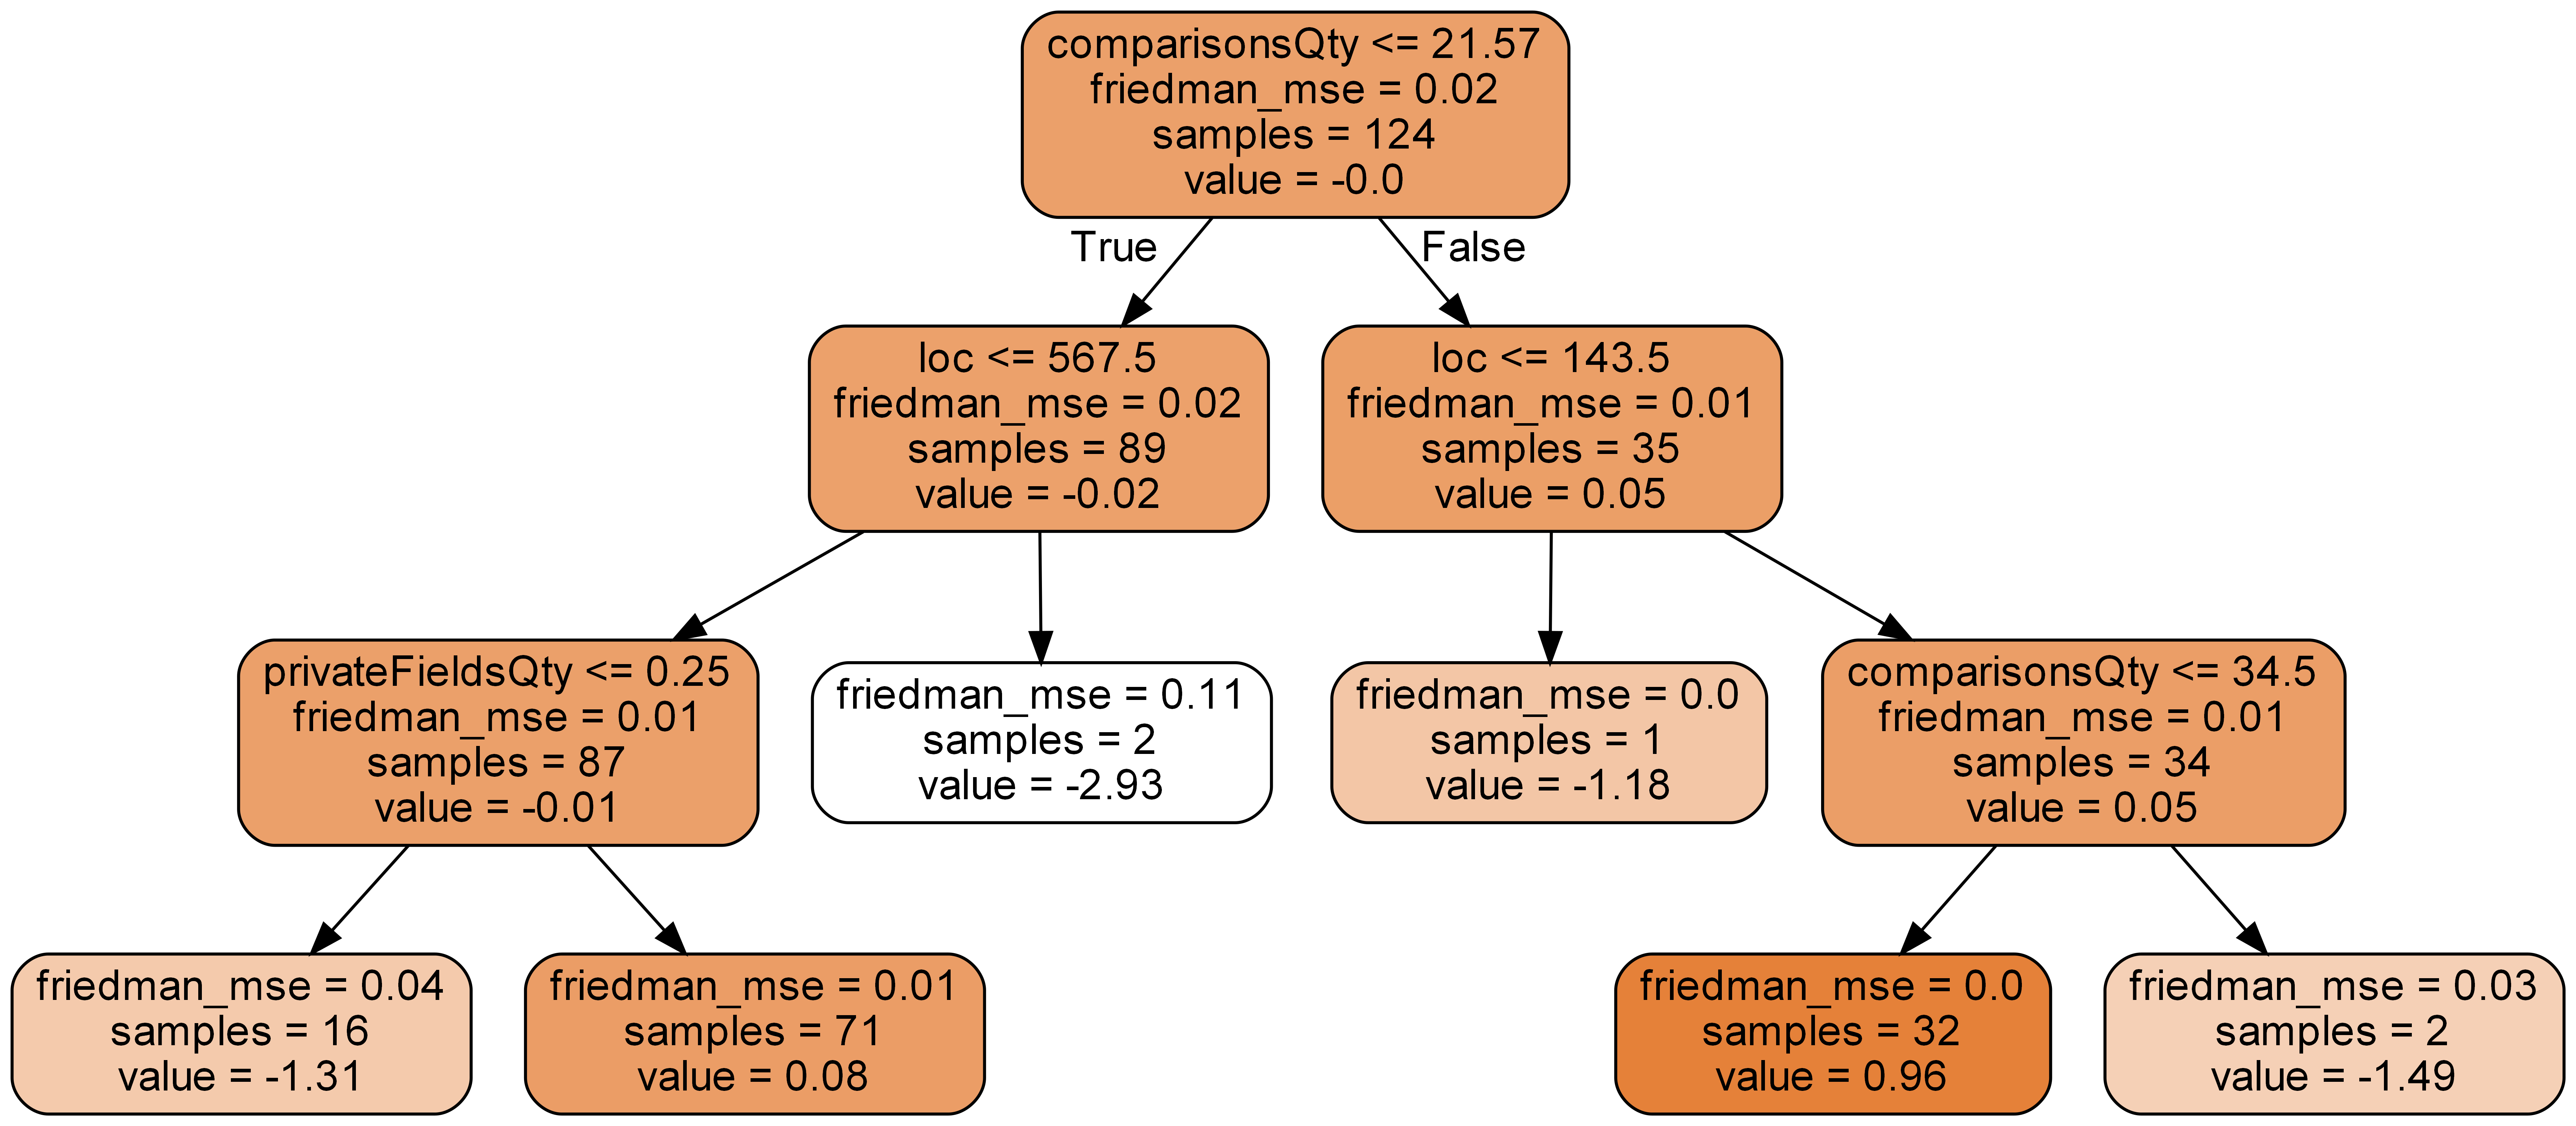 comparisonsQty <= 21.57
friedman_mse = 0.02
samples = 124
value = -0.0
True
False
loc <= 567.5
friedman_mse = 0.02
samples = 89
value = -0.02
loc <= 143.5
friedman_mse = 0.01
samples = 35
value = 0.05
privateFieldsQty <= 0.25
friedman_mse = 0.01
samples = 87
value = -0.01
friedman_mse = 0.11
samples = 2
value = -2.93
friedman_mse = 0.0
samples = 1
value = -1.18
comparisonsQty <= 34.5
friedman_mse = 0.01
samples = 34
value = 0.05
friedman_mse = 0.04
samples = 16
value = -1.31
friedman_mse = 0.01
samples = 71
value = 0.08
friedman_mse = 0.0
samples = 32
value = 0.96
friedman_mse = 0.03
samples = 2
value = -1.49